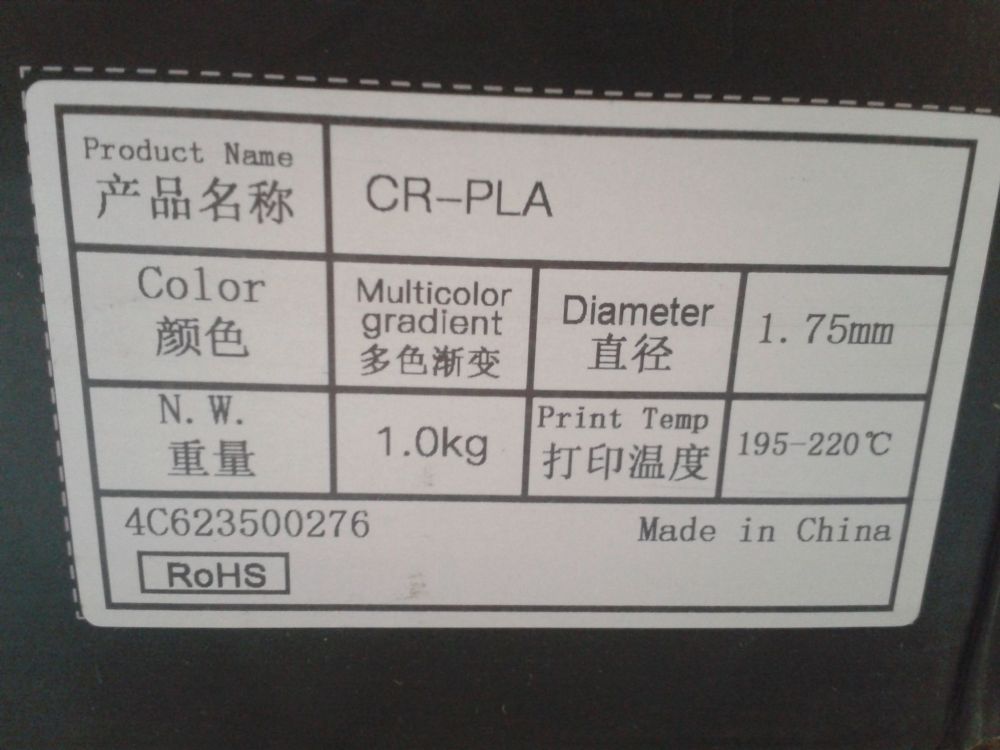 Product Name
产品名称
CR-PLA
Color
颜色
Multicolor
gradient
多色渐变
Diameter
直径
1.75mm
N.W.
重量
1.0kg
Print Temp
打印温度
195-220℃
4C623500276
Made in China
RoHS